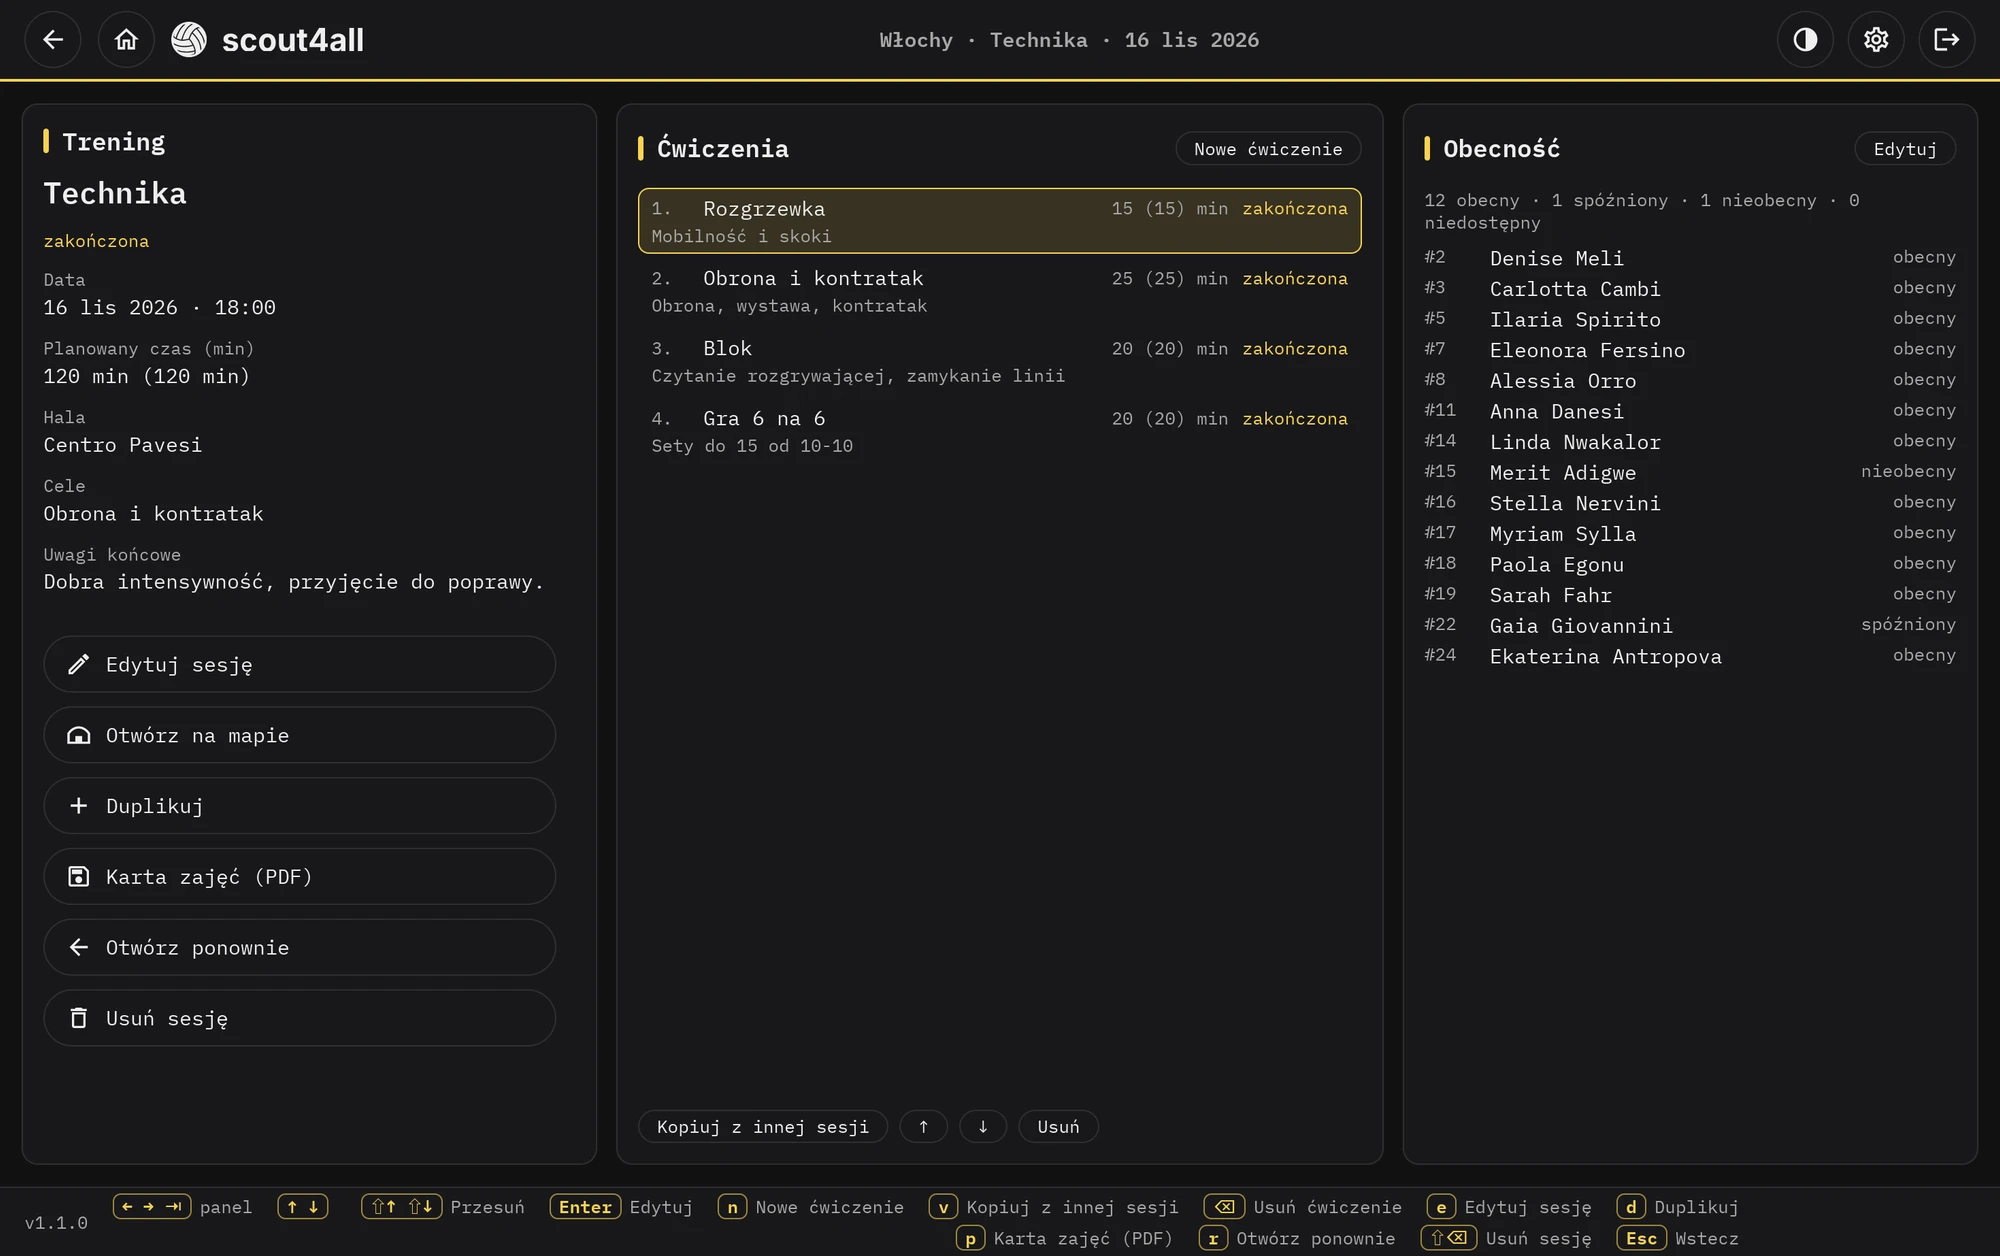 scout4all
Włochy · Technika · 16 lis 2026
Trening
Technika
zakończona
Data
16 lis 2026 · 18:00
Planowany czas (min)
120 min (120 min)
Hala
Centro Pavesi
Cele
Obrona i kontratak
Uwagi końcowe
Dobra intensywność, przyjęcie do poprawy.
Edytuj sesję
Otwórz na mapie
Duplikuj
Karta zajęć (PDF)
Otwórz ponownie
Usuń sesję
Ćwiczenia
Nowe ćwiczenie
1. Rozgrzewka 15 (15) min zakończona
Mobilność i skoki
2. Obrona i kontratak 25 (25) min zakończona
Obrona, wystawa, kontratak
3. Blok 20 (20) min zakończona
Czytanie rozgrywającej, zamykanie linii
4. Gra 6 na 6 20 (20) min zakończona
Sety do 15 od 10-10
Kopiuj z innej sesji ↑ ↓ Usuń
Obecność
Edytuj
12 obecny · 1 spóźniony · 1 nieobecny · 0
niedostępny
#2 Denise Meli obecny
#3 Carlotta Cambi obecny
#5 Ilaria Spirito obecny
#7 Eleonora Fersino obecny
#8 Alessia Orro obecny
#11 Anna Danesi obecny
#14 Linda Nwakalor obecny
#15 Merit Adigwe nieobecny
#16 Stella Nervini obecny
#17 Myriam Sylla obecny
#18 Paola Egonu obecny
#19 Sarah Fahr obecny
#22 Gaia Giovannini spóźniony
#24 Ekaterina Antropova obecny
v1.1.0
← → ⇥ panel ↑ ↓ ⇧↑ ⇧↓ Przesuń Enter Edytuj n Nowe ćwiczenie v Kopiuj z innej sesji ⌫ Usuń ćwiczenie e Edytuj sesję d Duplikuj
p Karta zajęć (PDF) r Otwórz ponownie ⇧⌫ Usuń sesję Esc Wstecz